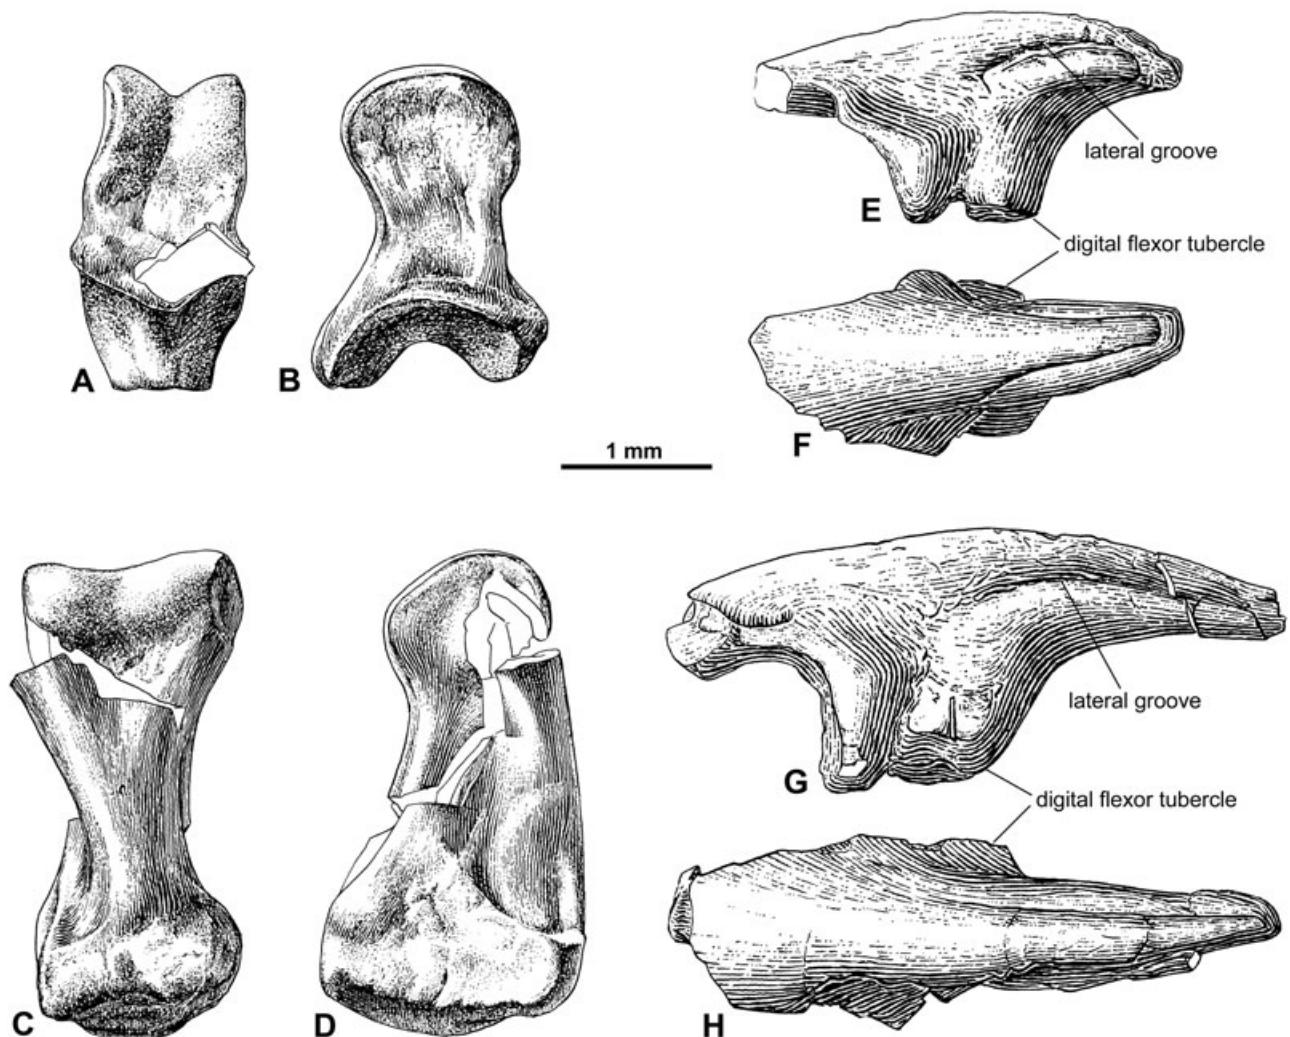 A
B
E
lateral groove
digital flexor tubercle
F
1 mm
C
D
G
lateral groove
digital flexor tubercle
H